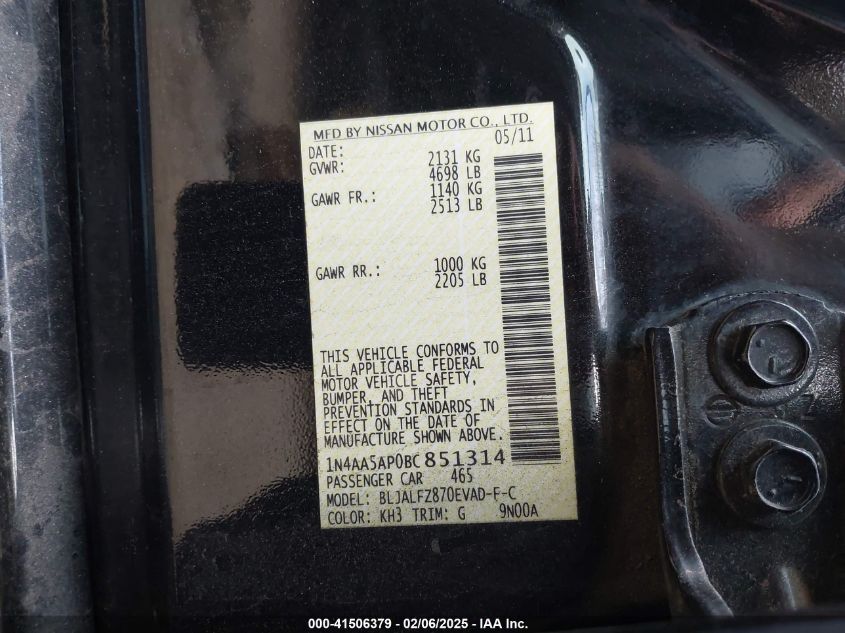 MFD BY NISSAN MOTOR CO., LTD.
DATE: 05/11
GVWR: 2131 KG
4698 LB
GAWR FR.: 1140 KG
2513 LB
GAWR RR.: 1000 KG
2205 LB
THIS VEHICLE CONFORMS TO
ALL APPLICABLE FEDERAL
MOTOR VEHICLE SAFETY,
BUMPER, AND THEFT
PREVENTION STANDARDS IN
EFFECT ON THE DATE OF
MANUFACTURE SHOWN ABOVE.
1N4AA5AP0BC851314
PASSENGER CAR 465
MODEL: BLJALFZ870EVAD-F-C
COLOR: KH3 TRIM: G 9N00A
000-41506379 - 02/06/2025 - IAA Inc.